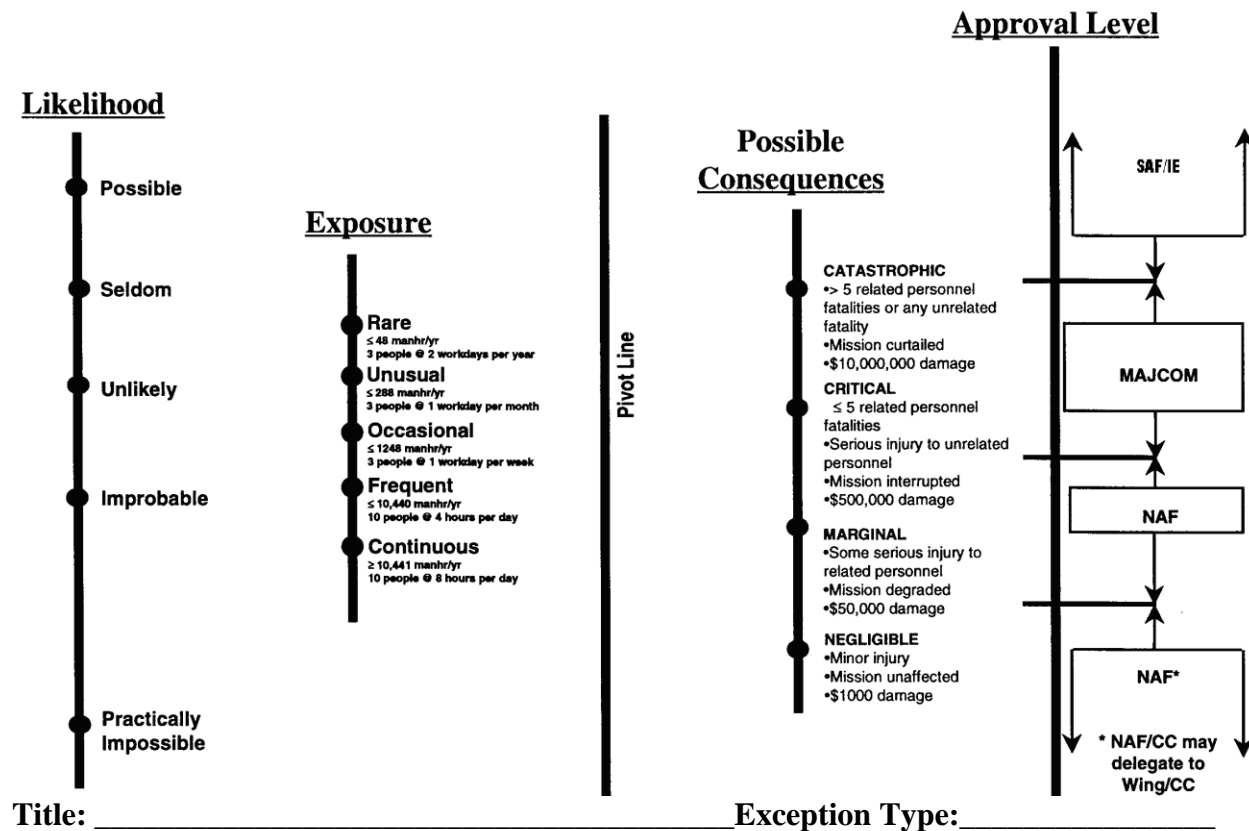 Approval Level
Likelihood
Possible
Seldom
Unlikely
Improbable
Practically
Impossible
Exposure
Rare
≤ 48 manhr/yr
3 people @ 2 workdays per year
Unusual
≤ 288 manhr/yr
3 people @ 1 workday per month
Occasional
≤ 1248 manhr/yr
3 people @ 1 workday per week
Frequent
≤ 10,440 manhr/yr
10 people @ 4 hours per day
Continuous
≥ 10,441 manhr/yr
10 people @ 8 hours per day
Pivot Line
Possible
Consequences
CATASTROPHIC
•> 5 related personnel
fatalities or any unrelated
fatality
•Mission curtailed
•$10,000,000 damage
CRITICAL
≤ 5 related personnel
fatalities
•Serious injury to unrelated
personnel
•Mission interrupted
•$500,000 damage
MARGINAL
•Some serious injury to
related personnel
•Mission degraded
•$50,000 damage
NEGLIGIBLE
•Minor injury
•Mission unaffected
•$1000 damage
SAF/IE
MAJCOM
NAF
NAF*
* NAF/CC may
delegate to
Wing/CC
Title: ________________________________________Exception Type:________________